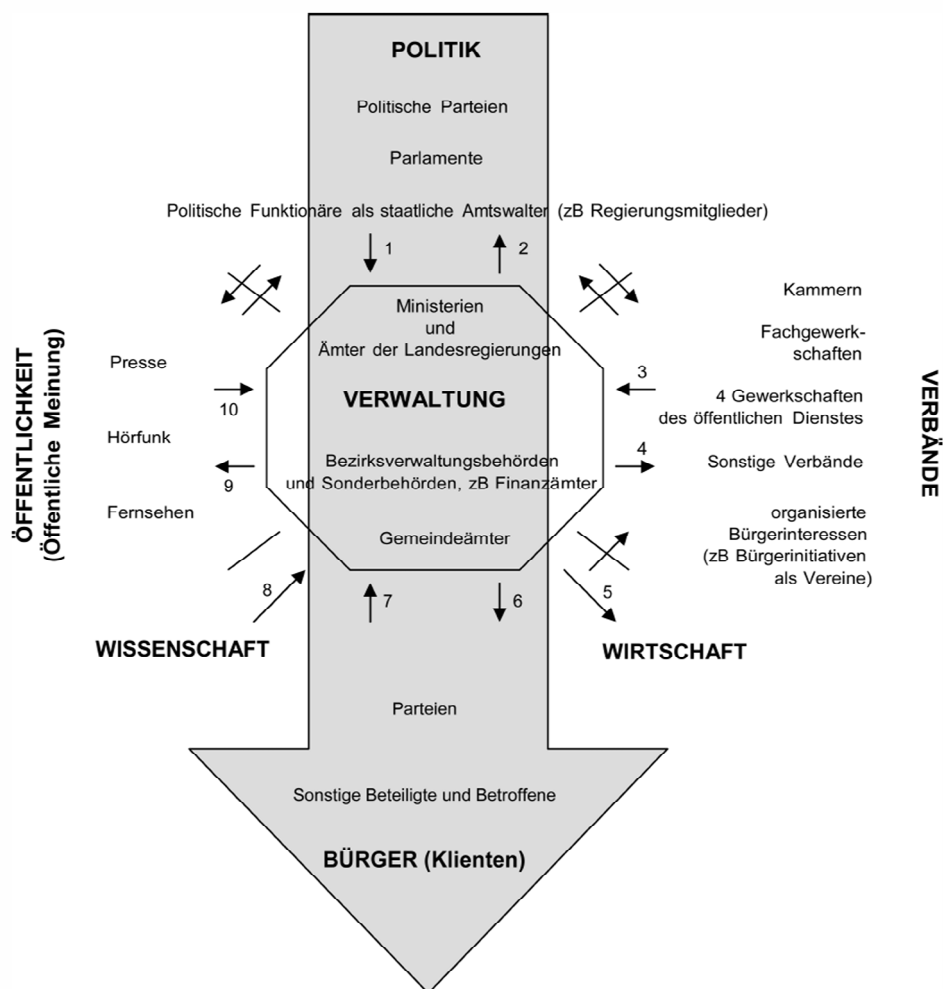 POLITIK
Politische Parteien
Parlamente
Politische Funktionäre als staatliche Amtswalter (zB Regierungsmitglieder)
1
2
Ministerien
und
Ämter der Landesregierungen
VERWALTUNG
Bezirksverwaltungsbehörden
und Sonderbehörden, zB Finanzämter
Gemeindeämter
ÖFFENTLICHKEIT
(Öffentliche Meinung)
Presse
10
Hörfunk
9
Fernsehen
8
WISSENSCHAFT
Kammern
Fachgewerk-
schaften
3
4 Gewerkschaften
des öffentlichen Dienstes
4
Sonstige Verbände
organisierte
Bürgerinteressen
(zB Bürgerinitiativen
als Vereine)
5
VERBÄNDE
WIRTSCHAFT
7
6
Parteien
Sonstige Beteiligte und Betroffene
BÜRGER (Klienten)